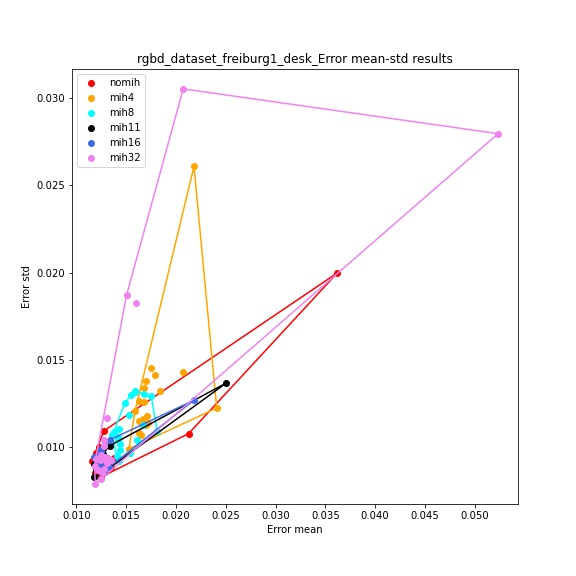 rgbd_dataset_freiburg1_desk_Error mean-std results
nomih
mih4
mih8
mih11
mih16
mih32
0.030
0.025
0.020
0.015
0.010
Error std
0.010 0.015 0.020 0.025 0.030 0.035 0.040 0.045 0.050
Error mean